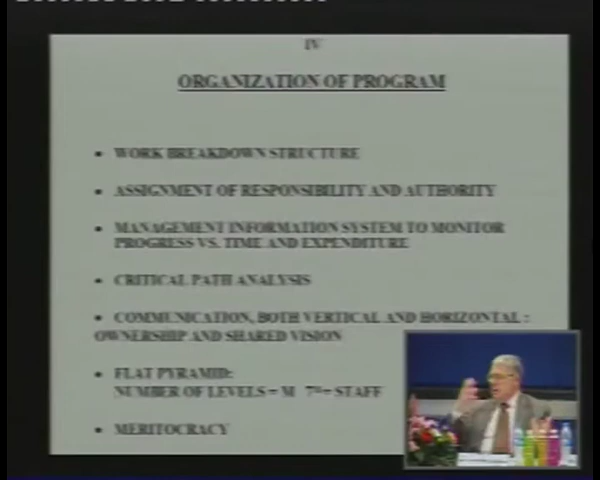 IV
ORGANIZATION OF PROGRAM
• WORK BREAKDOWN STRUCTURE
• ASSIGNMENT OF RESPONSIBILITY AND AUTHORITY
• MANAGEMENT INFORMATION SYSTEM TO MONITOR
PROGRESS VS. TIME AND EXPENDITURE
• CRITICAL PATH ANALYSIS
• COMMUNICATION, BOTH VERTICAL AND HORIZONTAL :
OWNERSHIP AND SHARED VISION
• FLAT PYRAMID:
NUMBER OF LEVELS = M = STAFF
• MERITOCRACY